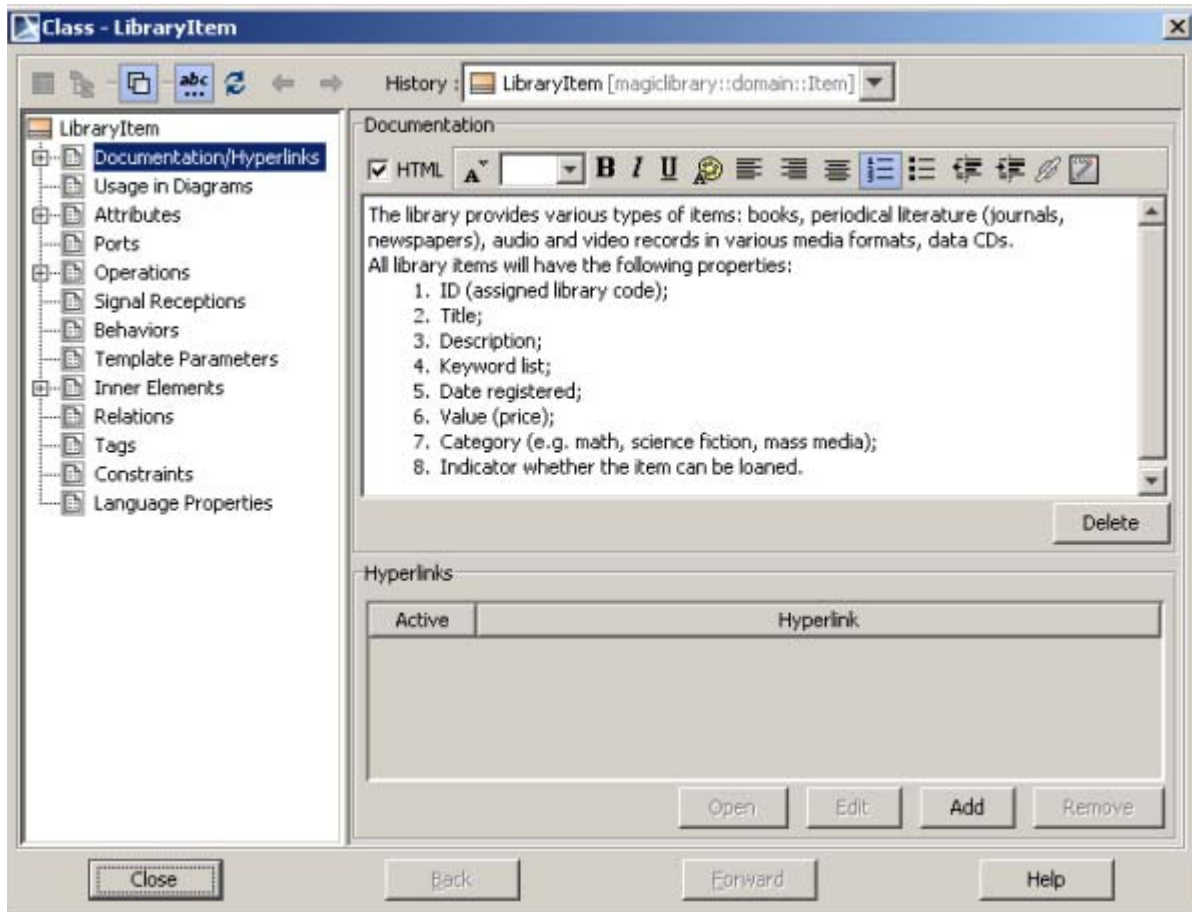 Class - LibraryItem
abc
History : LibraryItem [magiclibrary::domain::Item]
LibraryItem
Documentation/Hyperlinks
Usage in Diagrams
Attributes
Ports
Operations
Signal Receptions
Behaviors
Template Parameters
Inner Elements
Relations
Tags
Constraints
Language Properties
Documentation
HTML A B I U
The library provides various types of items: books, periodical literature (journals,
newspapers), audio and video records in various media formats, data CDs.
All library items will have the following properties:
1. ID (assigned library code);
2. Title;
3. Description;
4. Keyword list;
5. Date registered;
6. Value (price);
7. Category (e.g. math, science fiction, mass media);
8. Indicator whether the item can be loaned.
Delete
Hyperlinks
Active Hyperlink
Open Edit Add Remove
Close Back Forward Help